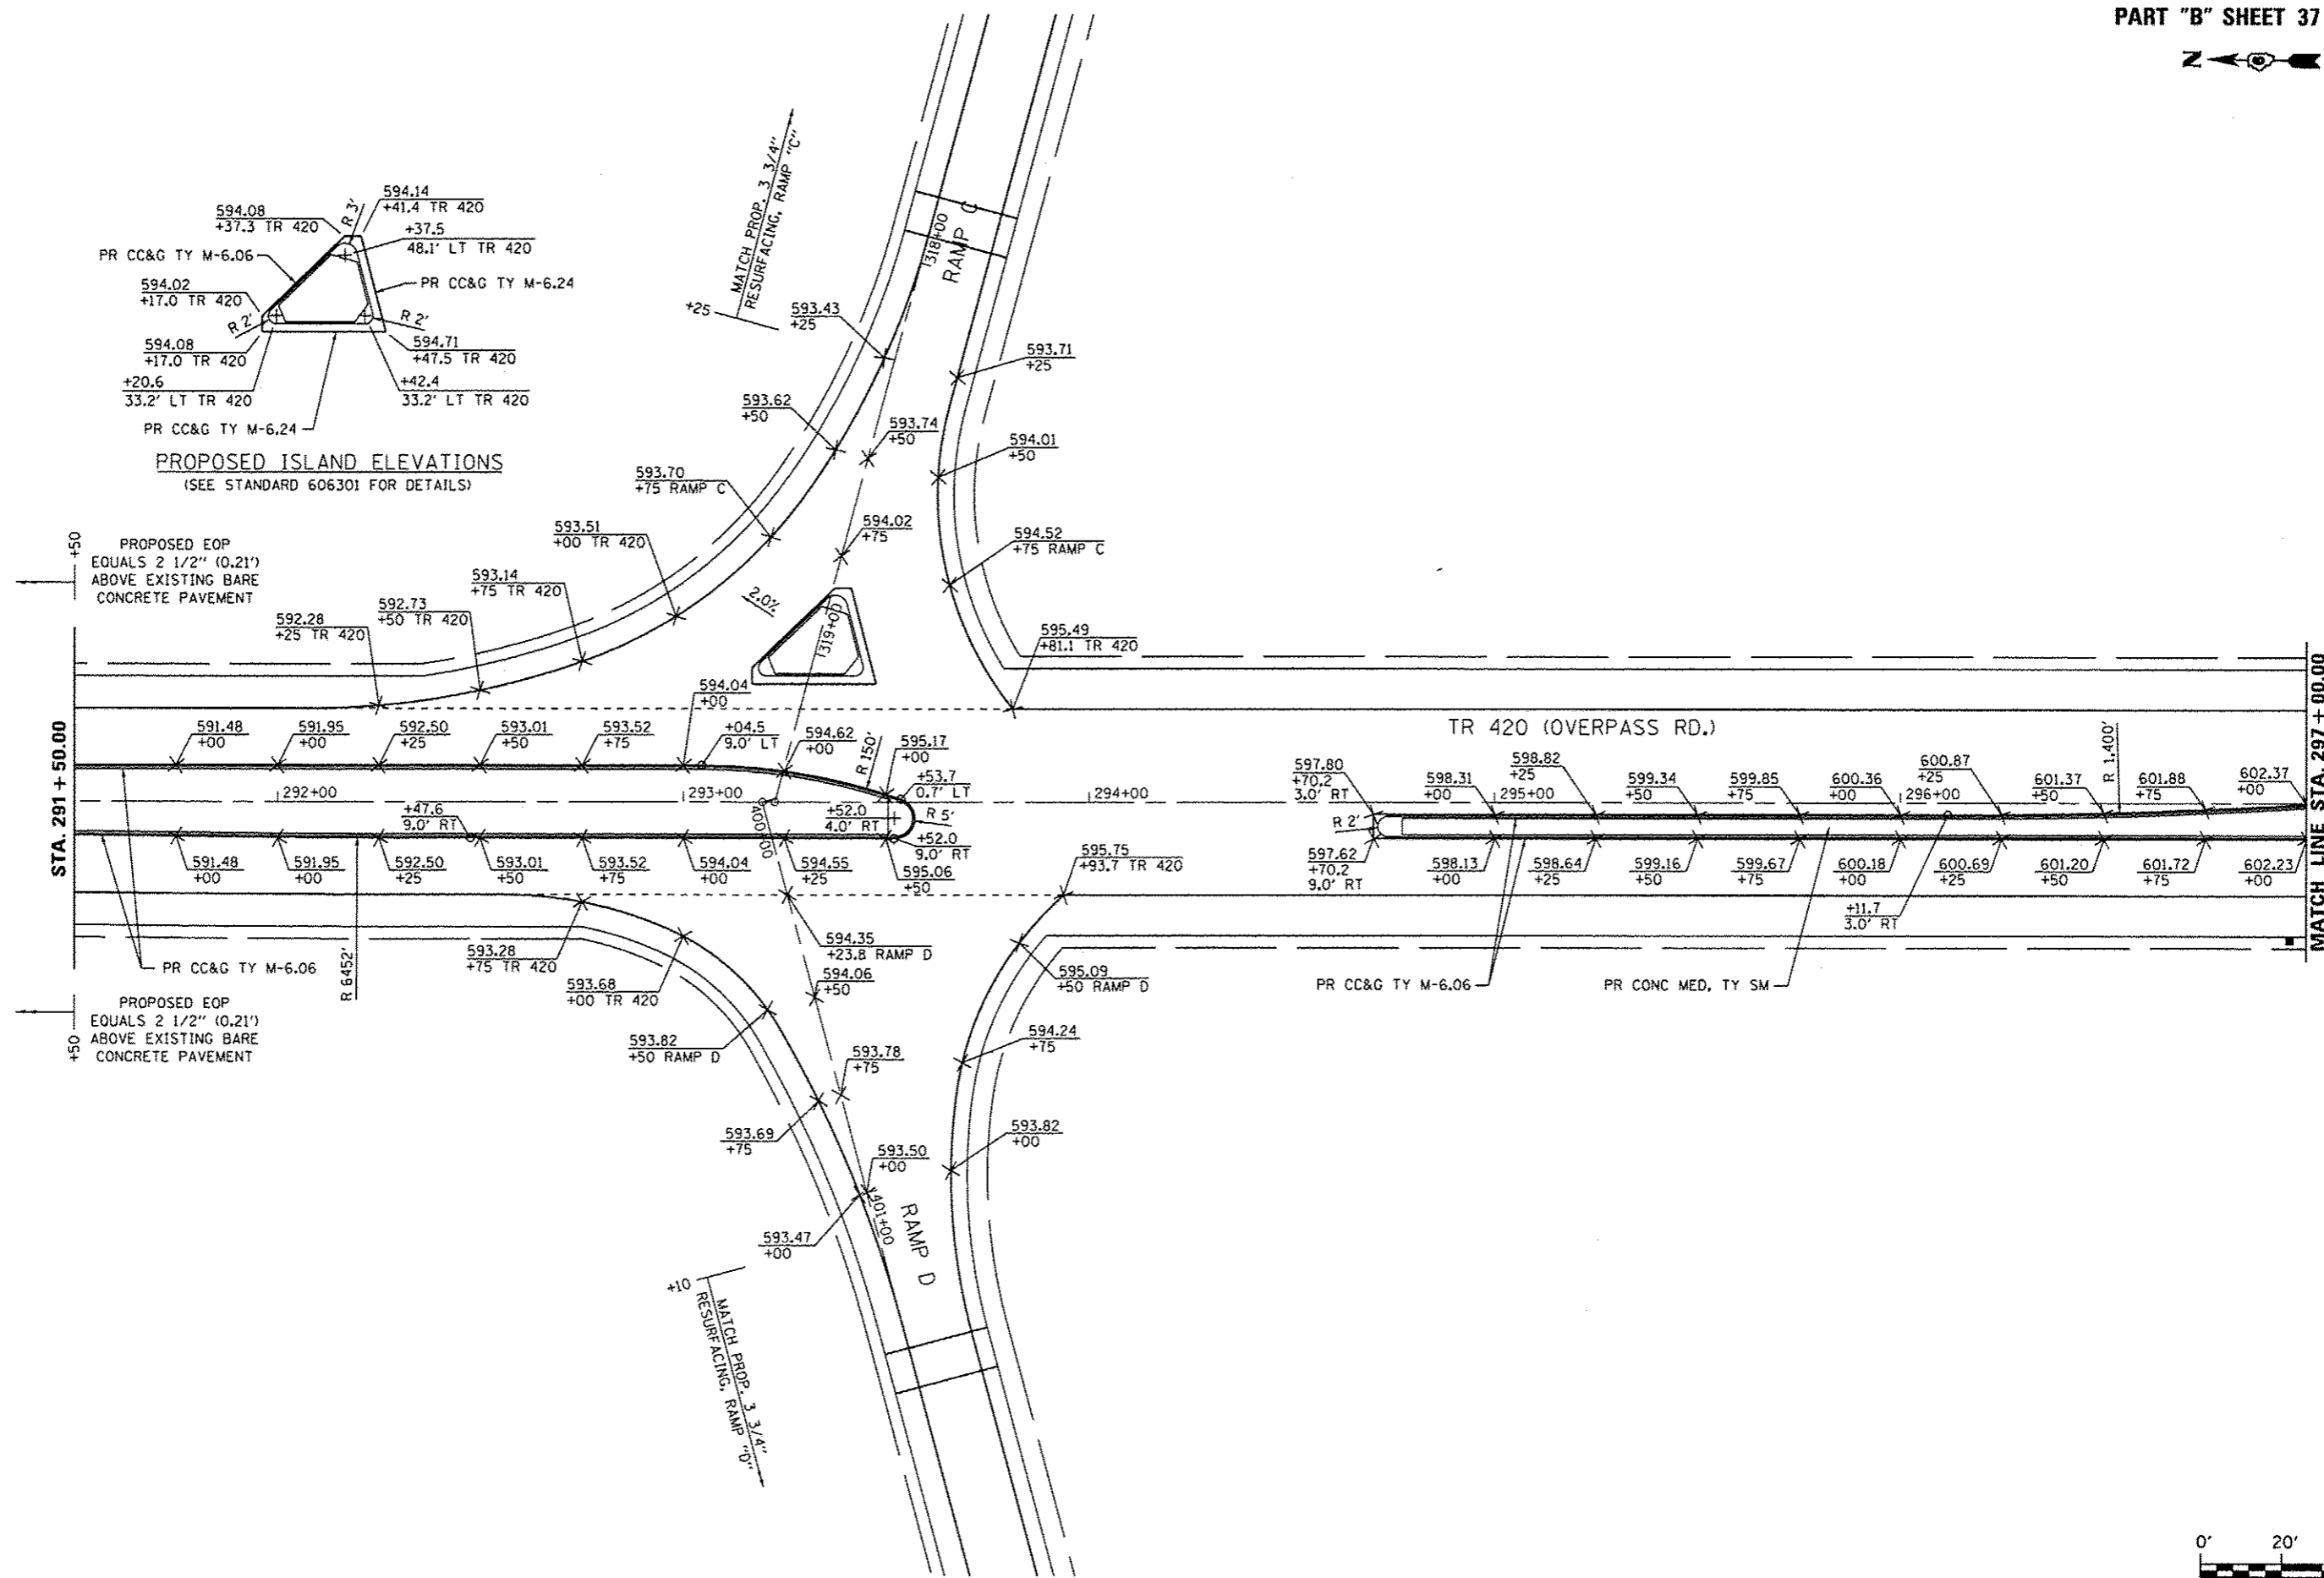 PART "B" SHEET 37
N
594.08
+37.3 TR 420
R 3'
594.14
+41.4 TR 420
+37.5
48.1' LT TR 420
PR CC&G TY M-6.06
PR CC&G TY M-6.24
594.02
+17.0 TR 420
R 2'
R 2'
594.08
+17.0 TR 420
594.71
+47.5 TR 420
+20.6
33.2' LT TR 420
+42.4
33.2' LT TR 420
PR CC&G TY M-6.24
PROPOSED ISLAND ELEVATIONS
(SEE STANDARD 606301 FOR DETAILS)
MATCH PROP. 3 3/4"
RESURFACING, RAMP "C"
+25
1318+00
RAMP C
593.43
+25
593.71
+25
593.62
+50
593.74
+50
594.01
+50
593.70
+75 RAMP C
593.51
+00 TR 420
594.02
+75
594.52
+75 RAMP C
+50
PROPOSED EOP
EQUALS 2 1/2" (0.21')
ABOVE EXISTING BARE
CONCRETE PAVEMENT
593.14
+75 TR 420
592.73
+50 TR 420
592.28
+25 TR 420
2.0%
1319+00
595.49
+81.1 TR 420
STA. 291 + 50.00
591.48
+00
591.95
+00
592.50
+25
593.01
+50
593.52
+75
594.04
+00
+04.5
9.0' LT
594.62
+00
R 150'
595.17
+00
+53.7
0.7' LT
TR 420 (OVERPASS RD.)
597.80
+70.2
3.0' RT
598.31
+00
598.82
+25
599.34
+50
599.85
+75
600.36
+00
600.87
+25
601.37
+50
R 1,400'
601.88
+75
602.37
+00
292+00
293+00
294+00
295+00
296+00
+47.6
9.0' RT
400+00
+52.0
4.0' RT
R 5'
+52.0
9.0' RT
R 2'
591.48
+00
591.95
+00
592.50
+25
593.01
+50
593.52
+75
594.04
+00
594.55
+25
595.06
+50
595.75
+93.7 TR 420
597.62
+70.2
9.0' RT
598.13
+00
598.64
+25
599.16
+50
599.67
+75
600.18
+00
600.69
+25
601.20
+50
601.72
+75
602.23
+00
+11.7
3.0' RT
MATCH LINE STA. 297 + 00.00
PR CC&G TY M-6.06
R 6452'
593.28
+75 TR 420
593.68
+00 TR 420
594.35
+23.8 RAMP D
595.09
+50 RAMP D
PR CC&G TY M-6.06
PR CONC MED, TY SM
+50
PROPOSED EOP
EQUALS 2 1/2" (0.21')
ABOVE EXISTING BARE
CONCRETE PAVEMENT
594.06
+50
593.82
+50 RAMP D
594.24
+75
593.78
+75
593.69
+75
593.82
+00
593.50
+00
593.47
+00
401+00
RAMP D
+10
MATCH PROP. 3 3/4"
RESURFACING, RAMP "D"
0'
20'